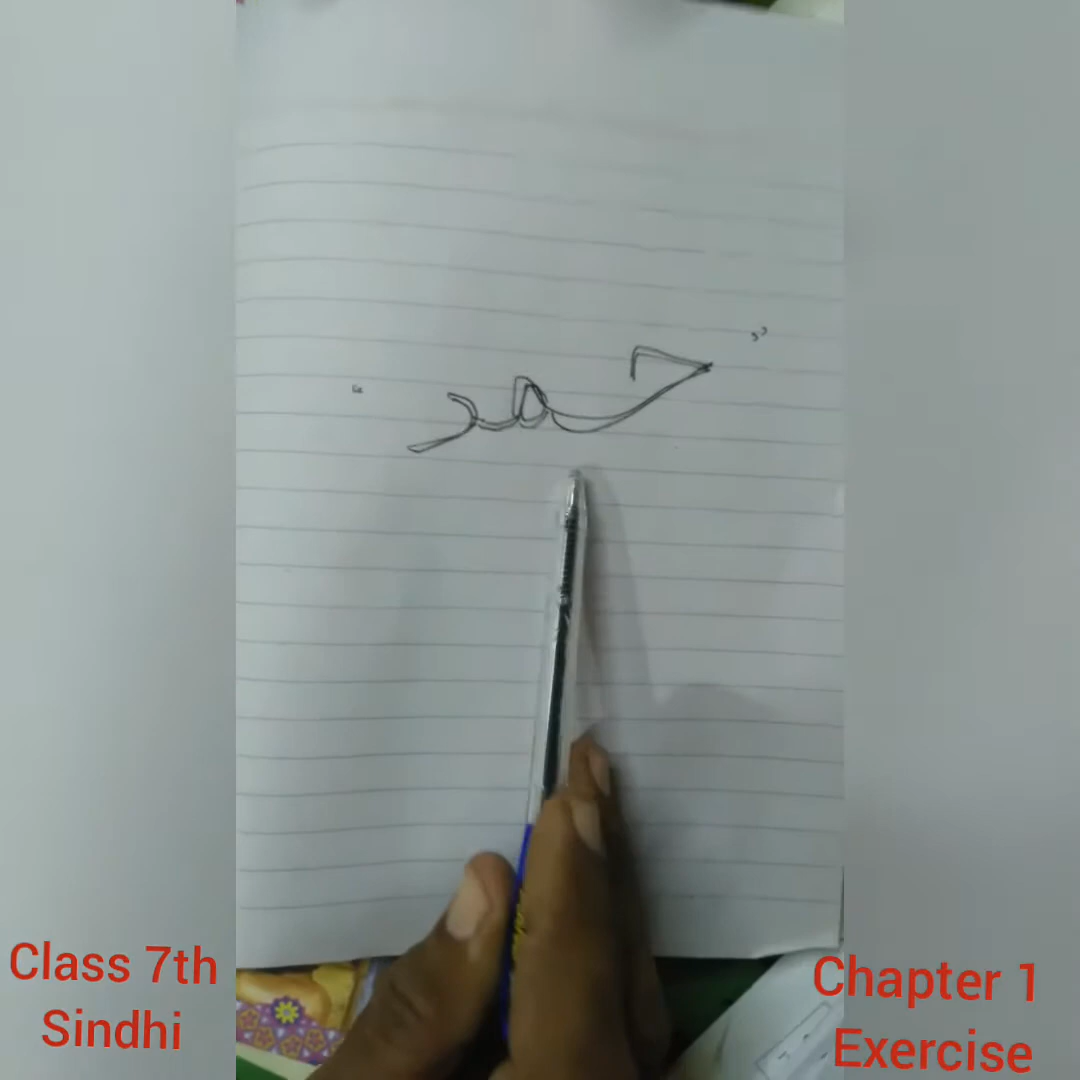 "حمد"
Class 7th
Sindhi
Chapter 1
Exercise